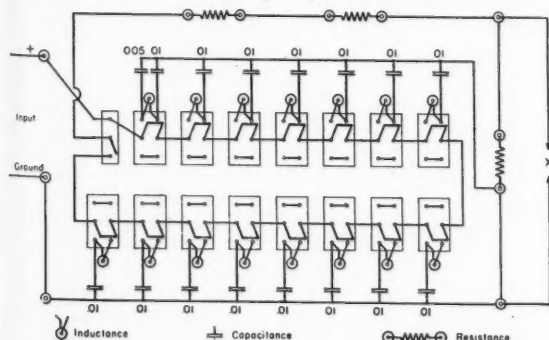 .005 .01 .01 .01 .01 .01 .01 .01
+
Input
X
Ground
.01 .01 .01 .01 .01 .01 .01 .01
Inductance Capacitance Resistance